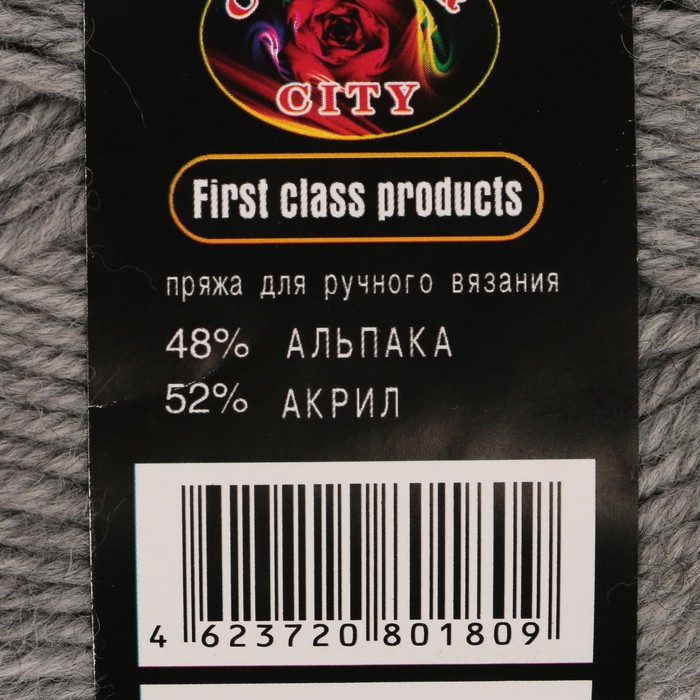 CITY
First class products
пряжа для ручного вязания
48% АЛЬПАКА
52% АКРИЛ
4 623720 801809